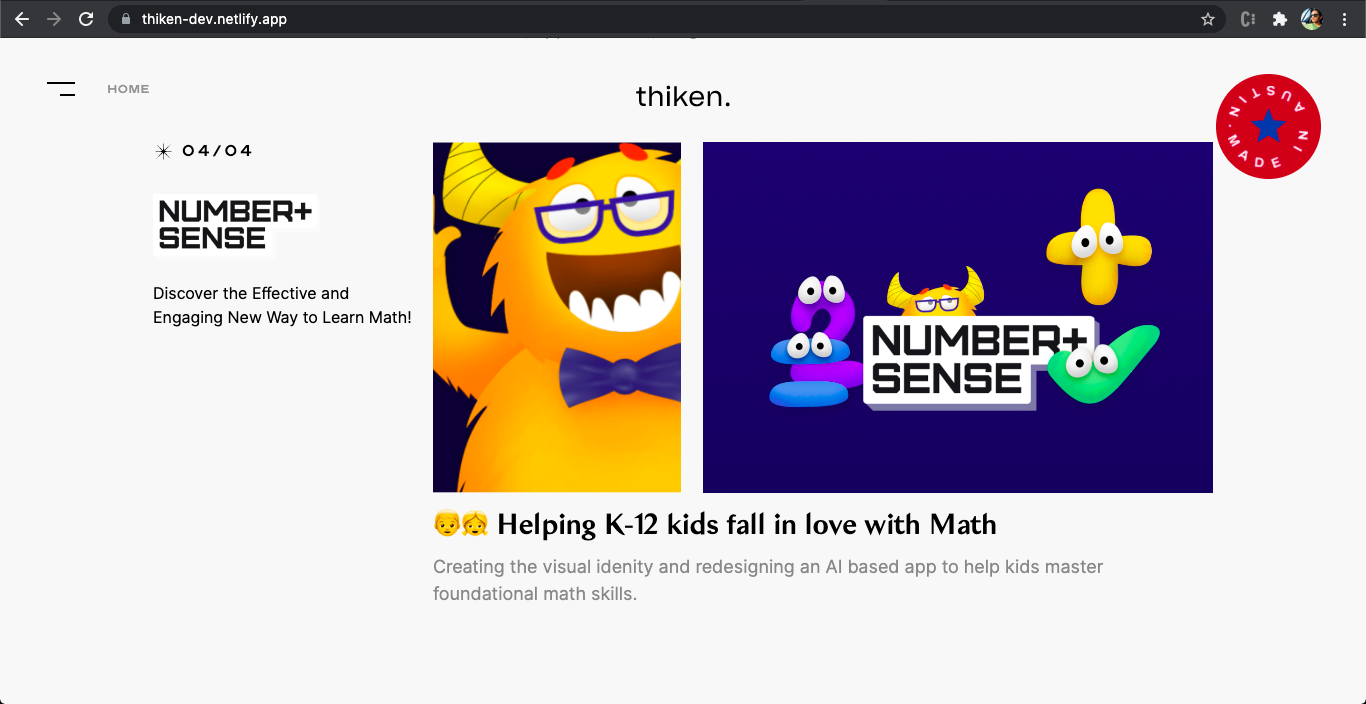 thiken-dev.netlify.app
HOME
thiken.
MADE IN AUSTIN.
04/04
NUMBER+
SENSE
Discover the Effective and
Engaging New Way to Learn Math!
NUMBER+
SENSE
👴👧 Helping K-12 kids fall in love with Math
Creating the visual idenity and redesigning an AI based app to help kids master
foundational math skills.